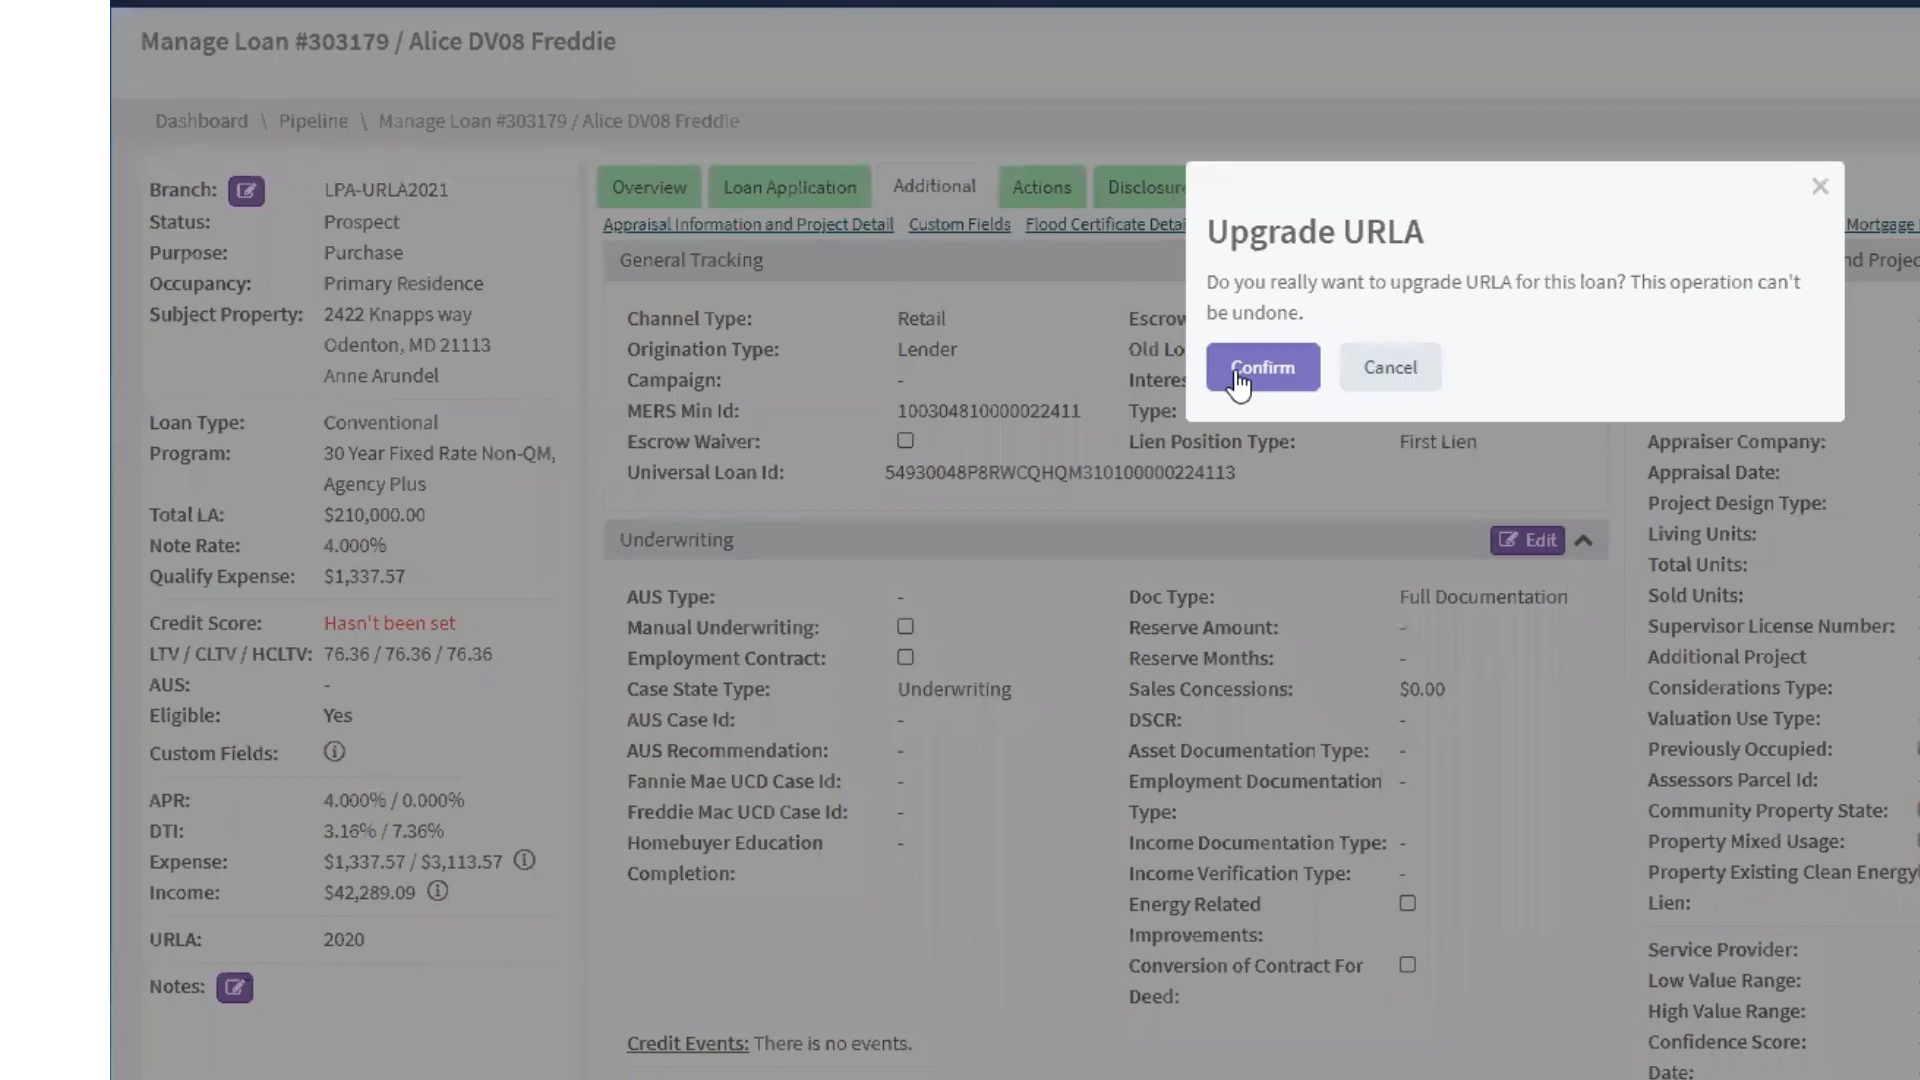 Manage Loan #303179 / Alice DV08 Freddie
Dashboard \ Pipeline \ Manage Loan #303179 / Alice DV08 Freddie
Branch: LPA-URLA2021
Status: Prospect
Purpose: Purchase
Occupancy: Primary Residence
Subject Property: 2422 Knapps way
Odenton, MD 21113
Anne Arundel
Loan Type: Conventional
Program: 30 Year Fixed Rate Non-QM,
Agency Plus
Total LA: $210,000.00
Note Rate: 4.000%
Qualify Expense: $1,337.57
Credit Score: Hasn't been set
LTV / CLTV / HCLTV: 76.36 / 76.36 / 76.36
AUS: -
Eligible: Yes
Custom Fields:
APR: 4.000% / 0.000%
DTI: 3.16% / 7.36%
Expense: $1,337.57 / $3,113.57
Income: $42,289.09
URLA: 2020
Notes:
Overview Loan Application Additional Actions Disclosure
Appraisal Information and Project Detail Custom Fields Flood Certificate Detai
Mortgage
General Tracking
Channel Type: Retail
Origination Type: Lender
Campaign: -
MERS Min Id: 100304810000022411
Escrow Waiver:
Universal Loan Id: 54930048P8RWCQHQM310100000224113
Escrow
Old Lo
Interes
Type:
Lien Position Type: First Lien
Upgrade URLA
Do you really want to upgrade URLA for this loan? This operation can't
be undone.
Confirm Cancel
Underwriting Edit
AUS Type: -
Manual Underwriting:
Employment Contract:
Case State Type: Underwriting
AUS Case Id: -
AUS Recommendation: -
Fannie Mae UCD Case Id: -
Freddie Mac UCD Case Id: -
Homebuyer Education -
Completion:
Doc Type: Full Documentation
Reserve Amount: -
Reserve Months: -
Sales Concessions: $0.00
DSCR: -
Asset Documentation Type: -
Employment Documentation -
Type:
Income Documentation Type: -
Income Verification Type: -
Energy Related
Improvements:
Conversion of Contract For
Deed:
Credit Events: There is no events.
nd Projec
Appraiser Company:
Appraisal Date:
Project Design Type:
Living Units:
Total Units:
Sold Units:
Supervisor License Number:
Additional Project
Considerations Type:
Valuation Use Type:
Previously Occupied:
Assessors Parcel Id:
Community Property State:
Property Mixed Usage:
Property Existing Clean Energy
Lien:
Service Provider:
Low Value Range:
High Value Range:
Confidence Score:
Date: